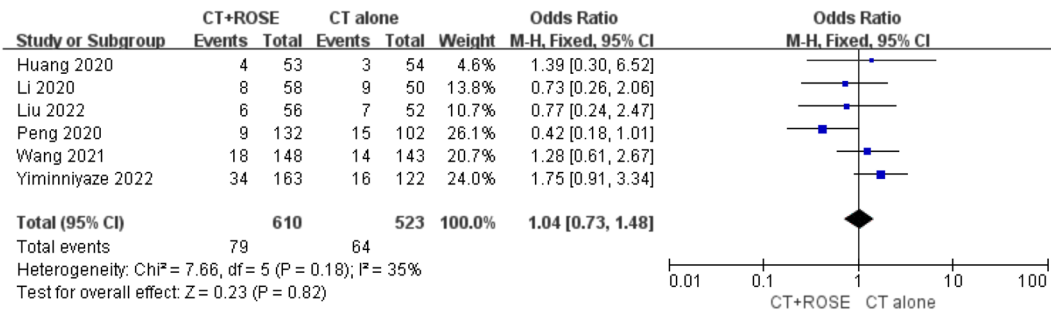 CT+ROSE CT alone Odds Ratio Odds Ratio
Study or Subgroup Events Total Events Total Weight M-H, Fixed, 95% CI M-H, Fixed, 95% CI
Huang 2020 4 53 3 54 4.6% 1.39 [0.30, 6.52]
Li 2020 8 58 9 50 13.8% 0.73 [0.26, 2.06]
Liu 2022 6 56 7 52 10.7% 0.77 [0.24, 2.47]
Peng 2020 9 132 15 102 26.1% 0.42 [0.18, 1.01]
Wang 2021 18 148 14 143 20.7% 1.28 [0.61, 2.67]
Yiminniyaze 2022 34 163 16 122 24.0% 1.75 [0.91, 3.34]
Total (95% CI) 610 523 100.0% 1.04 [0.73, 1.48]
Total events 79 64
Heterogeneity: Chi² = 7.66, df = 5 (P = 0.18); I² = 35%
Test for overall effect: Z = 0.23 (P = 0.82)
0.01 0.1 1 10 100
CT+ROSE CT alone